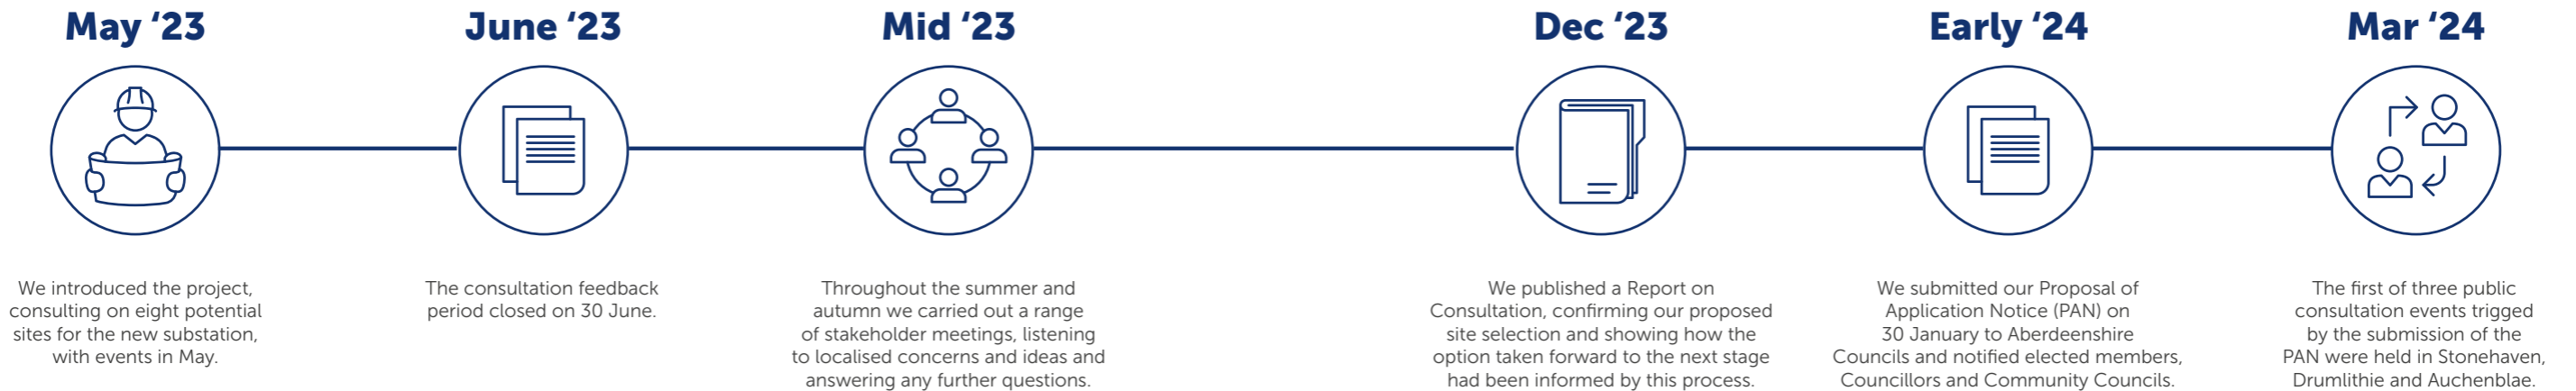 May ‘23
We introduced the project,
consulting on eight potential
sites for the new substation,
with events in May.
June ‘23
The consultation feedback
period closed on 30 June.
Mid ‘23
Throughout the summer and
autumn we carried out a range
of stakeholder meetings, listening
to localised concerns and ideas and
answering any further questions.
Dec ‘23
We published a Report on
Consultation, confirming our proposed
site selection and showing how the
option taken forward to the next stage
had been informed by this process.
Early ‘24
We submitted our Proposal of
Application Notice (PAN) on
30 January to Aberdeenshire
Councils and notified elected members,
Councillors and Community Councils.
Mar ‘24
The first of three public
consultation events trigged
by the submission of the
PAN were held in Stonehaven,
Drumlithie and Auchenblae.